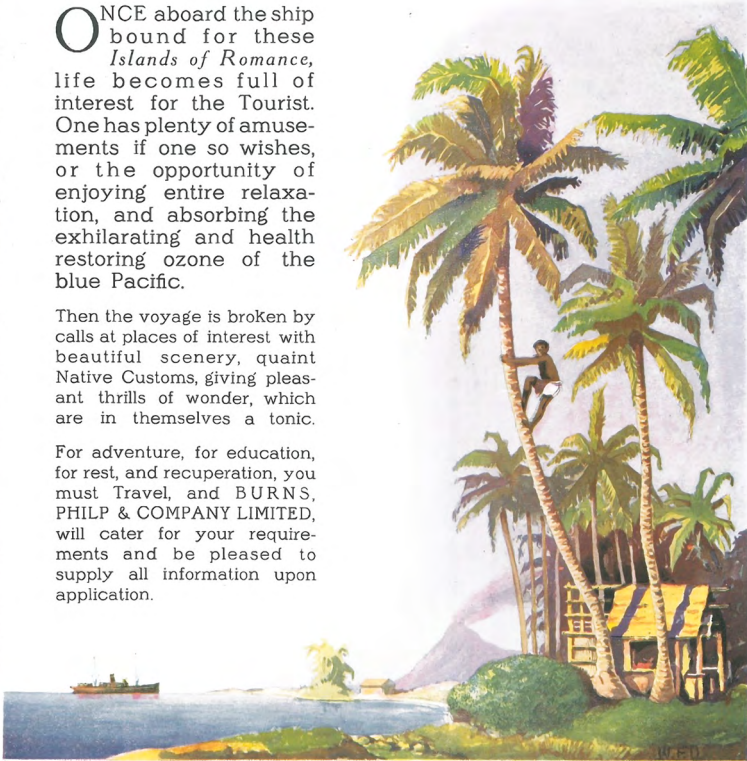 ONCE aboard the ship
bound for these
Islands of Romance,
life becomes full of
interest for the Tourist.
One has plenty of amuse-
ments if one so wishes,
or the opportunity of
enjoying entire relaxa-
tion, and absorbing the
exhilarating and health
restoring ozone of the
blue Pacific.
Then the voyage is broken by
calls at places of interest with
beautiful scenery, quaint
Native Customs, giving pleas-
ant thrills of wonder, which
are in themselves a tonic.
For adventure, for education,
for rest, and recuperation, you
must Travel, and BURNS,
PHILP & COMPANY LIMITED,
will cater for your require-
ments and be pleased to
supply all information upon
application.